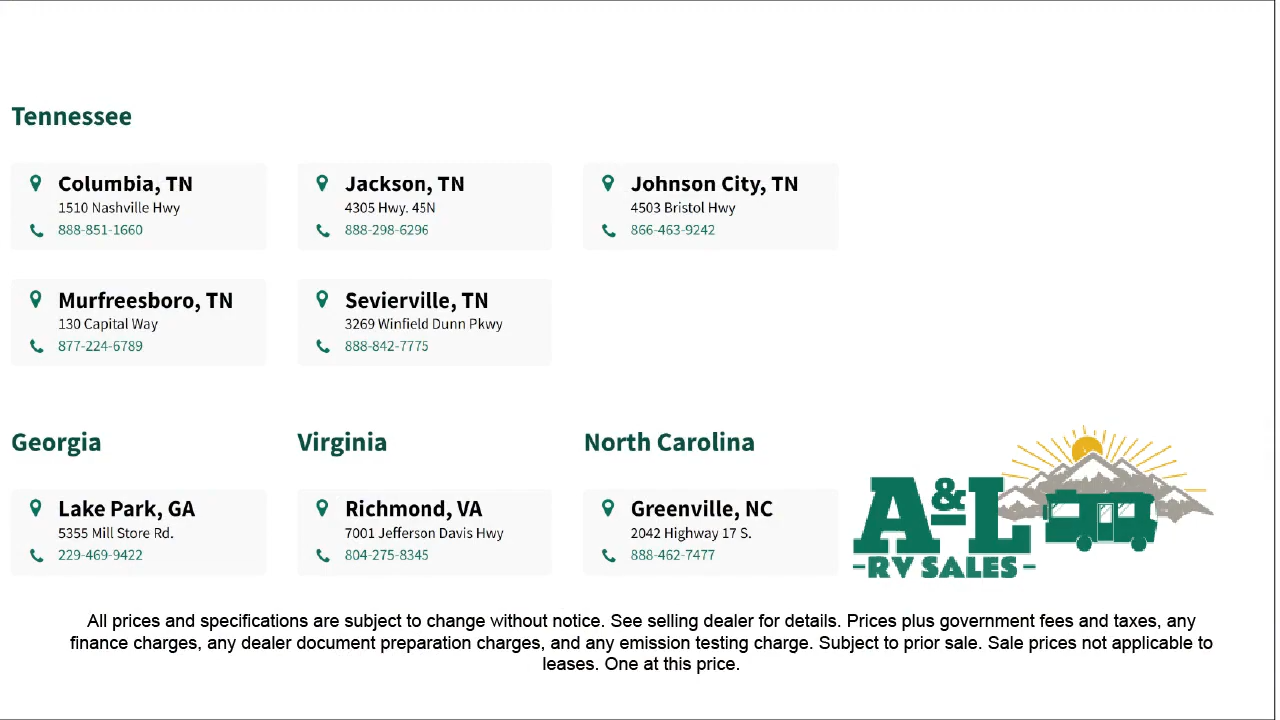 Tennessee
Columbia, TN
1510 Nashville Hwy
888-851-1660
Jackson, TN
4305 Hwy. 45N
888-298-6296
Johnson City, TN
4503 Bristol Hwy
866-463-9242
Murfreesboro, TN
130 Capital Way
877-224-6789
Sevierville, TN
3269 Winfield Dunn Pkwy
888-842-7775
Georgia
Lake Park, GA
5355 Mill Store Rd.
229-469-9422
Virginia
Richmond, VA
7001 Jefferson Davis Hwy
804-275-8345
North Carolina
Greenville, NC
2042 Highway 17 S.
888-462-7477
A&L
-RV SALES-
All prices and specifications are subject to change without notice. See selling dealer for details. Prices plus government fees and taxes, any
finance charges, any dealer document preparation charges, and any emission testing charge. Subject to prior sale. Sale prices not applicable to
leases. One at this price.